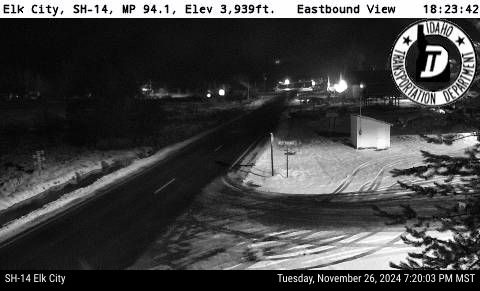 Elk City, SH-14, MP 94.1, Elev 3,939ft.   Eastbound View   18:23:42
IDAHO
TRANSPORTATION DEPARTMENT
SH-14 Elk City   Tuesday, November 26, 2024 7:20:03 PM MST